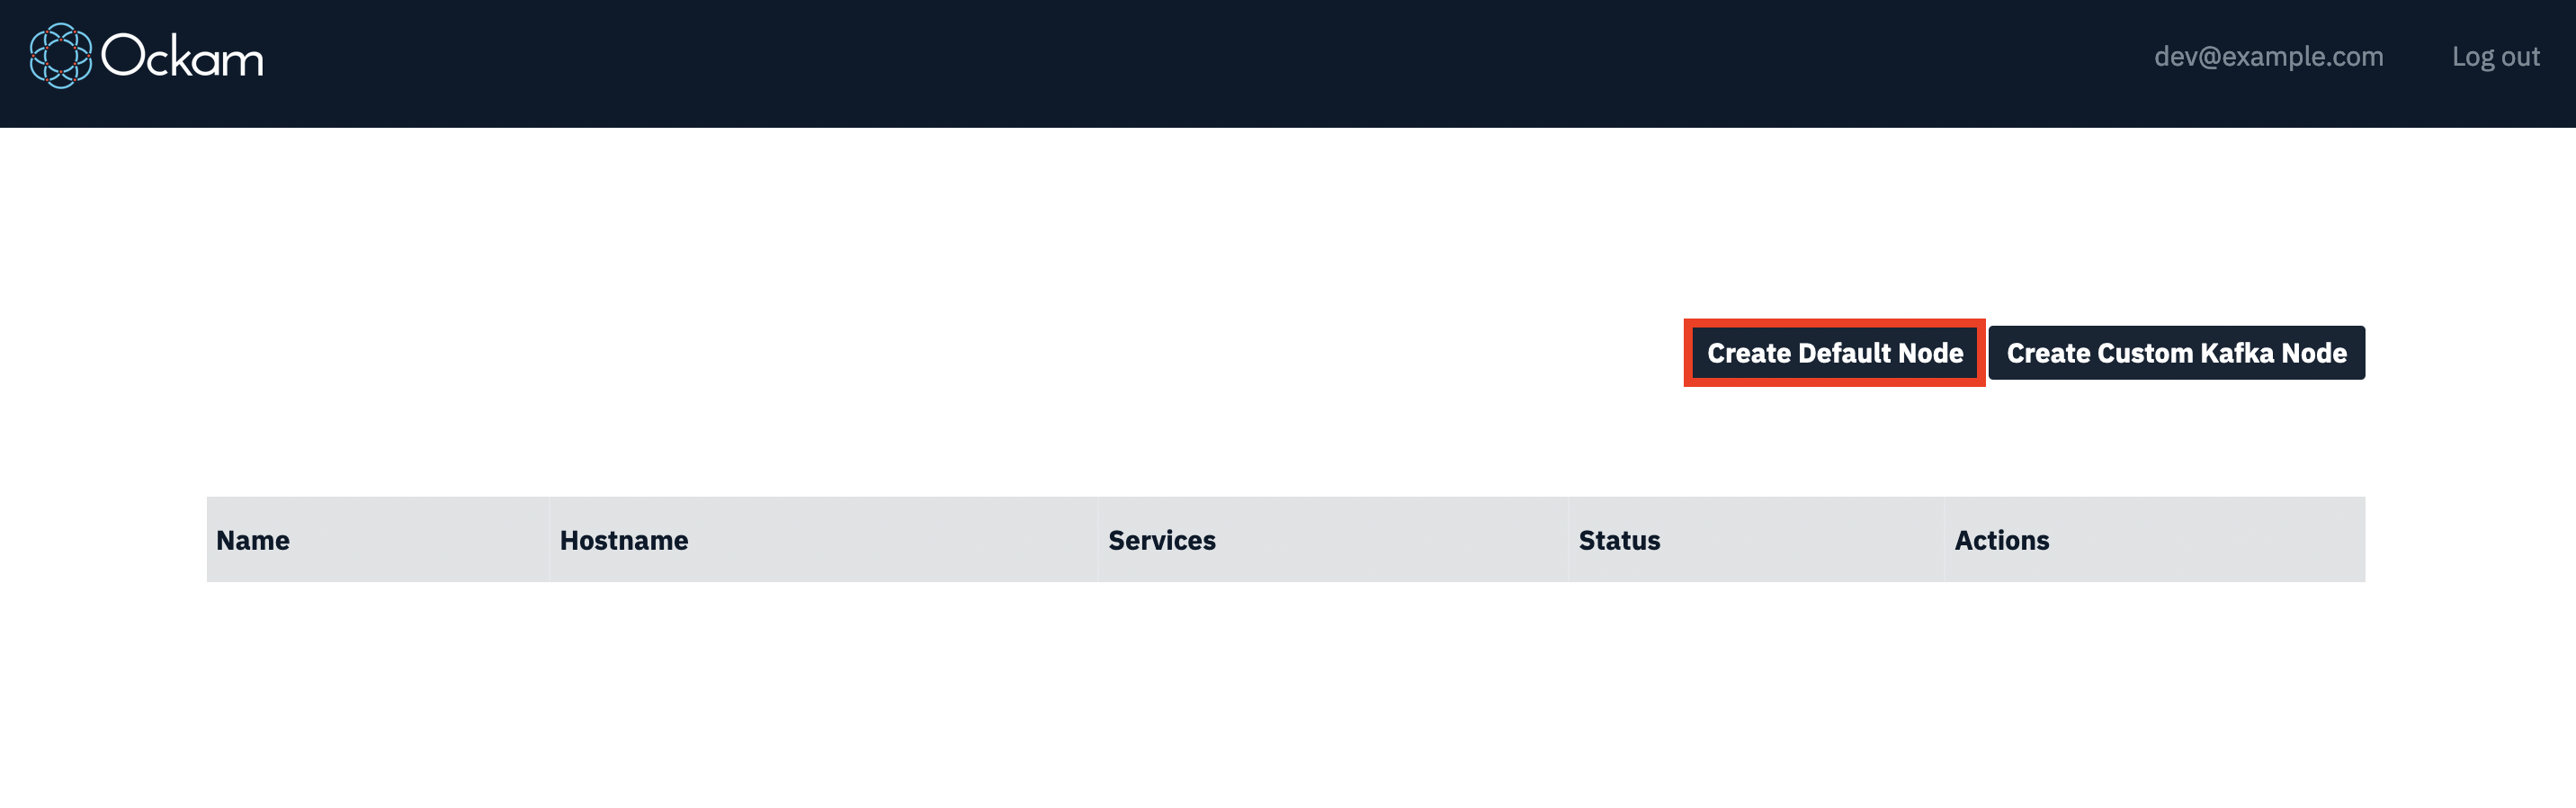 Ockam
dev@example.com Log out
Create Default Node Create Custom Kafka Node
Name Hostname Services Status Actions